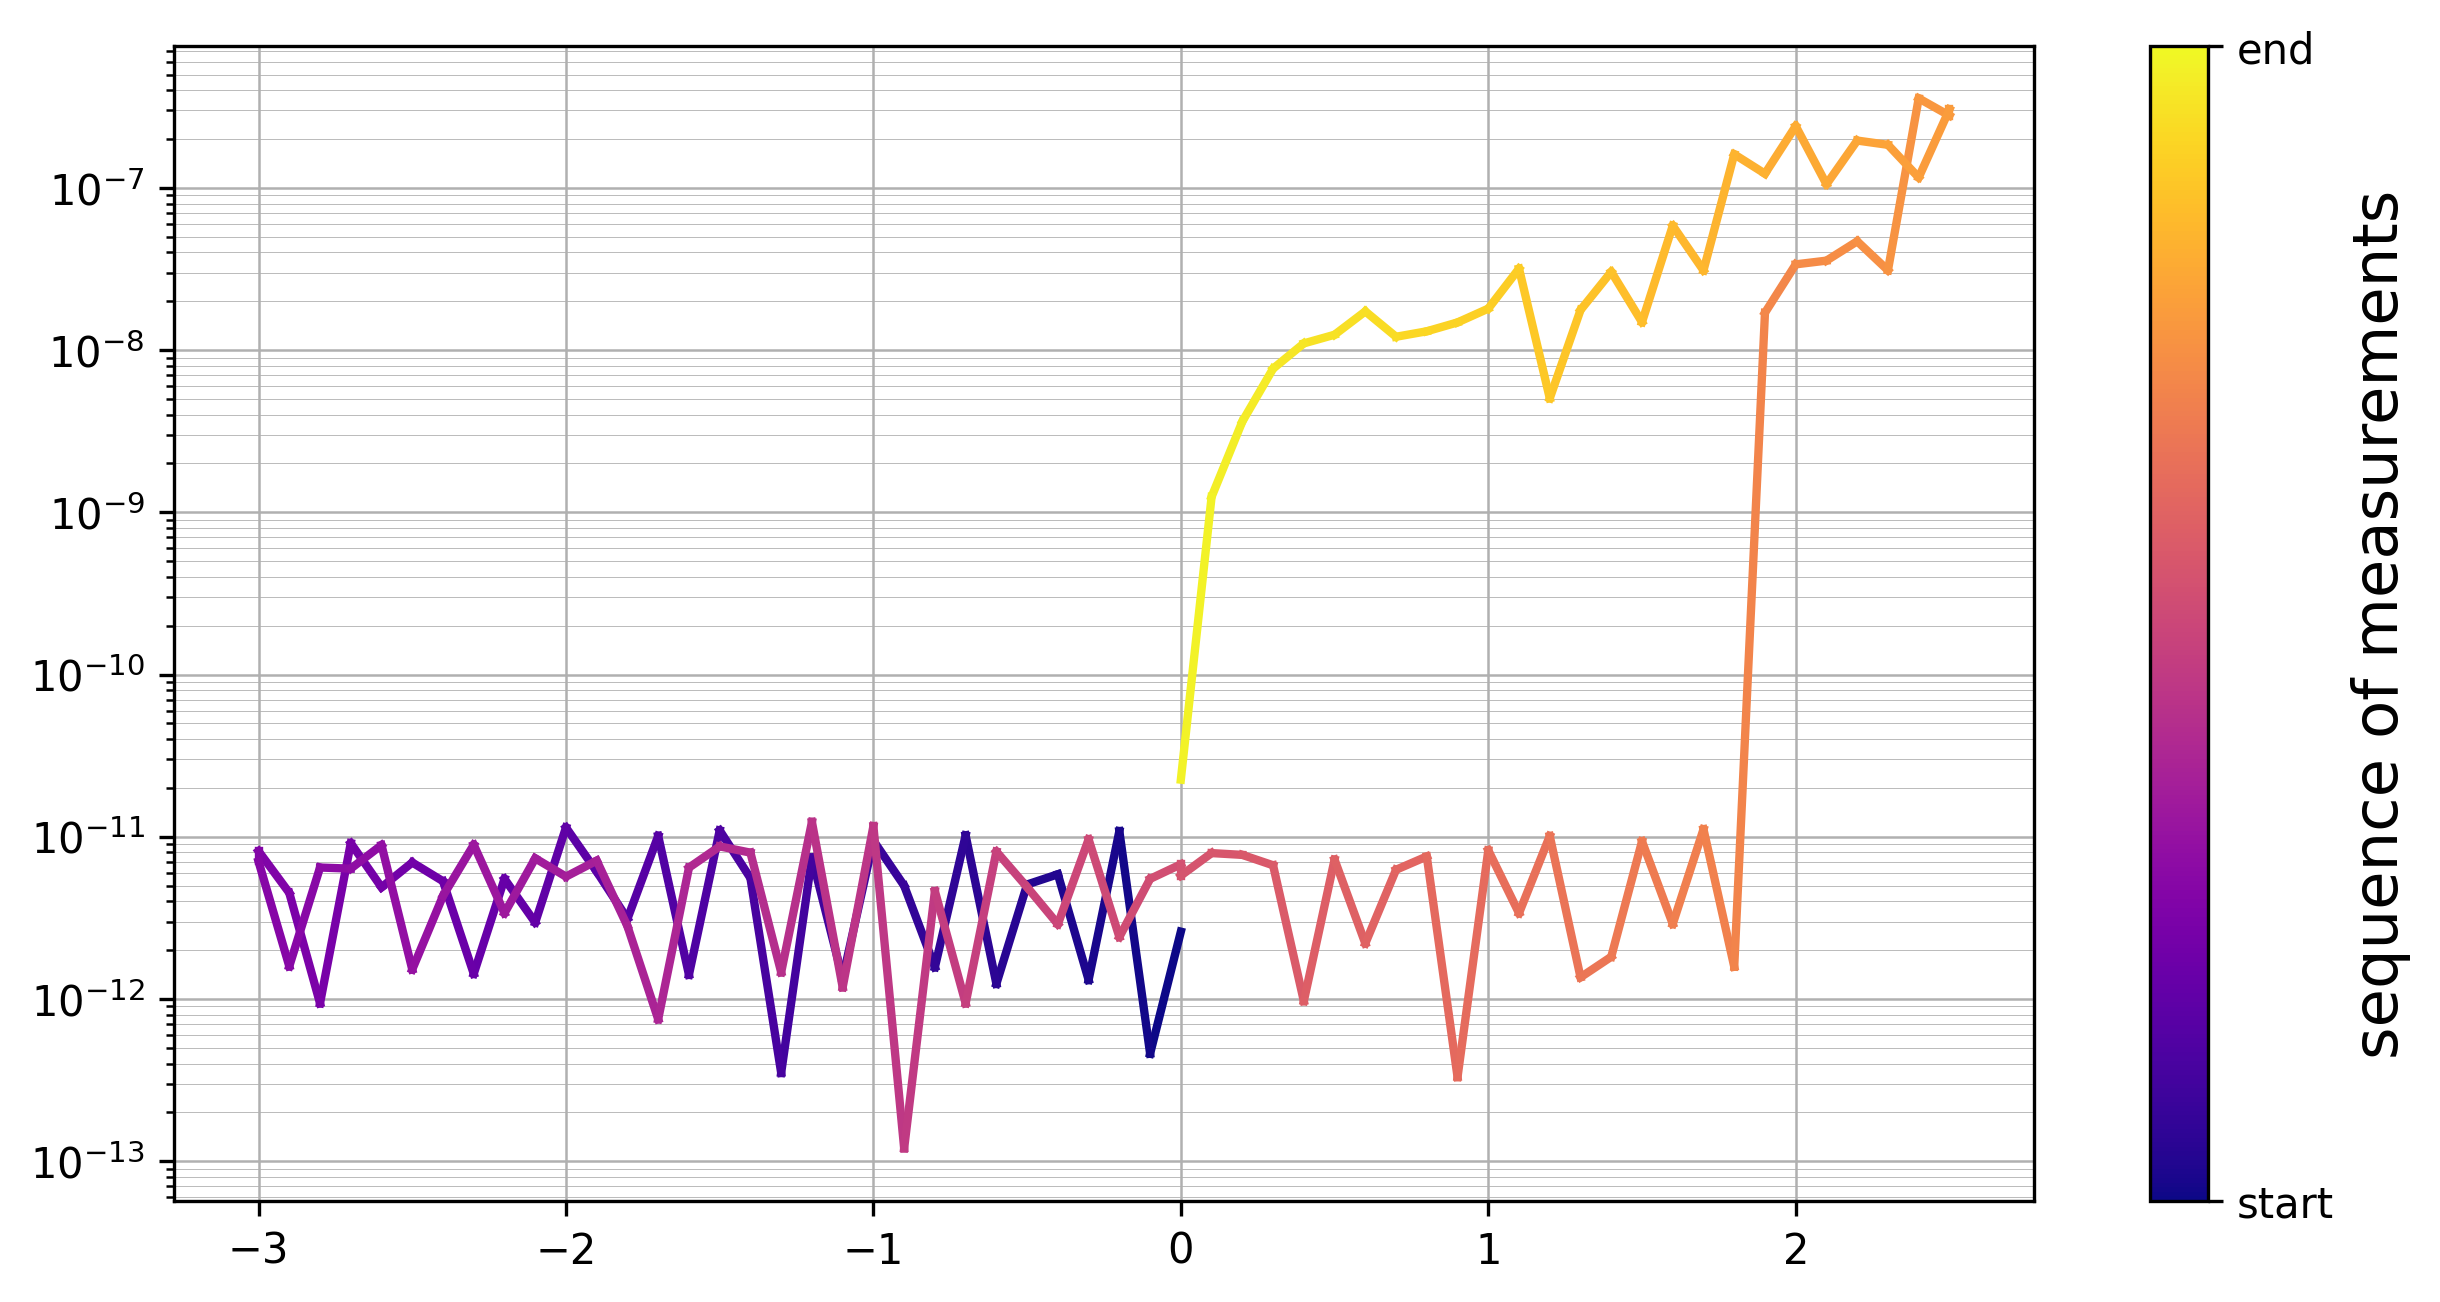 10⁻⁷
10⁻⁸
10⁻⁹
10⁻¹⁰
10⁻¹¹
10⁻¹²
10⁻¹³
−3 −2 −1 0 1 2
end
start
sequence of measurements